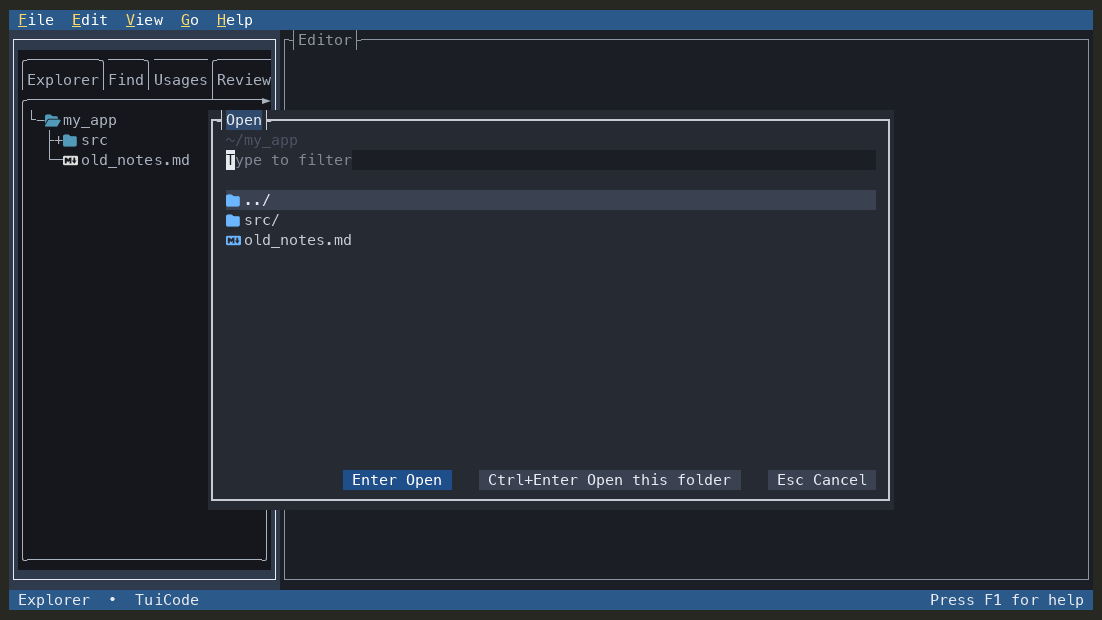 File Edit View Go Help
Editor
Explorer Find Usages Review
my_app
src
old_notes.md
Open
~/my_app
Type to filter
../
src/
old_notes.md
Enter Open Ctrl+Enter Open this folder Esc Cancel
Explorer • TuiCode Press F1 for help